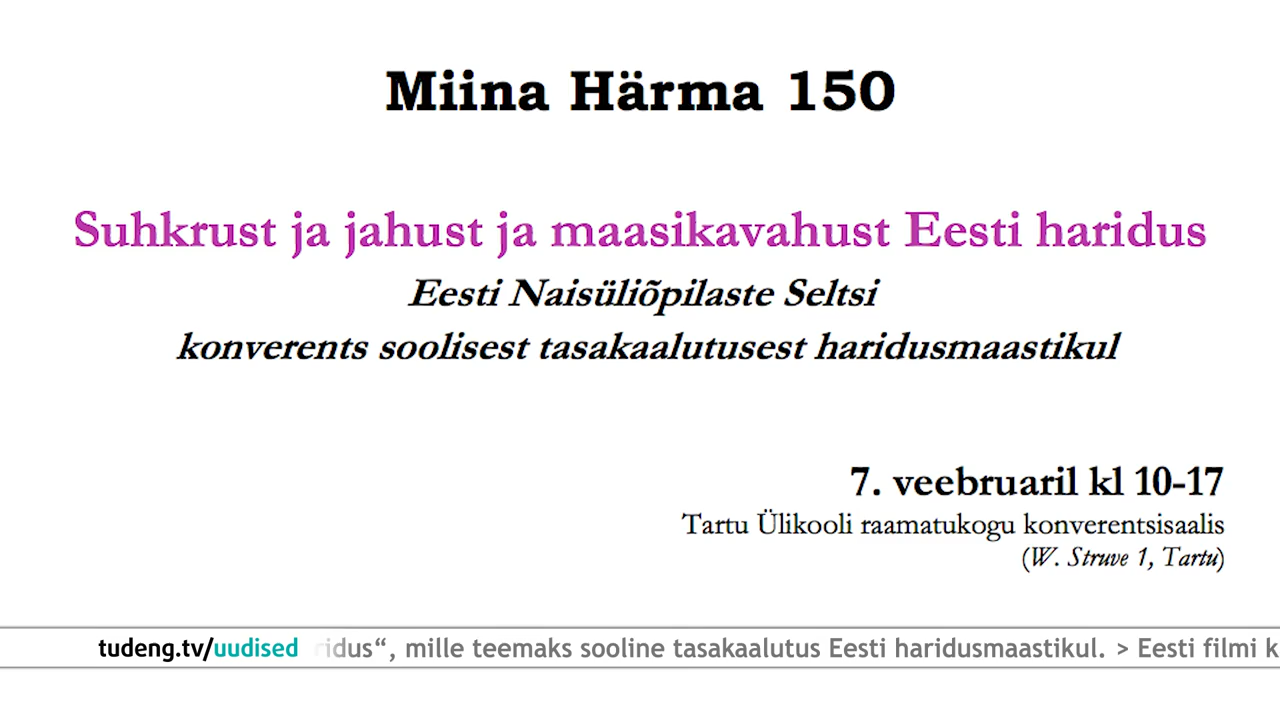 Miina Härma 150
Suhkrust ja jahust ja maasikavahust Eesti haridus
Eesti Naisüliõpilaste Seltsi
konverents soolisest tasakaalutusest haridusmaastikul
7. veebruaril kl 10-17
Tartu Ülikooli raamatukogu konverentsisaalis
(W. Struve 1, Tartu)
tudeng.tv/uudised ridus“, mille teemaks sooline tasakaalutus Eesti haridusmaastikul. > Eesti filmi k